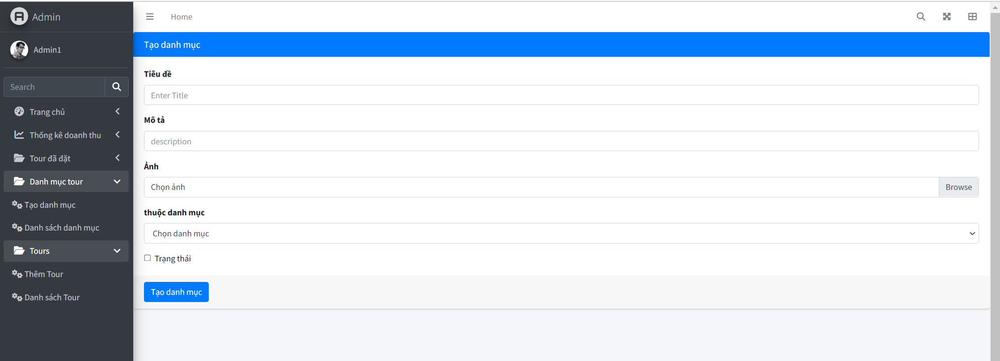 Admin
Home
Admin1
Search
Trang chủ
Thống kê doanh thu
Tour đã đặt
Danh mục tour
Tạo danh mục
Danh sách danh mục
Tours
Thêm Tour
Danh sách Tour
Tạo danh mục
Tiêu đề
Enter Title
Mô tả
description
Ảnh
Chọn ảnh
Browse
thuộc danh mục
Chọn danh mục
Trạng thái
Tạo danh mục